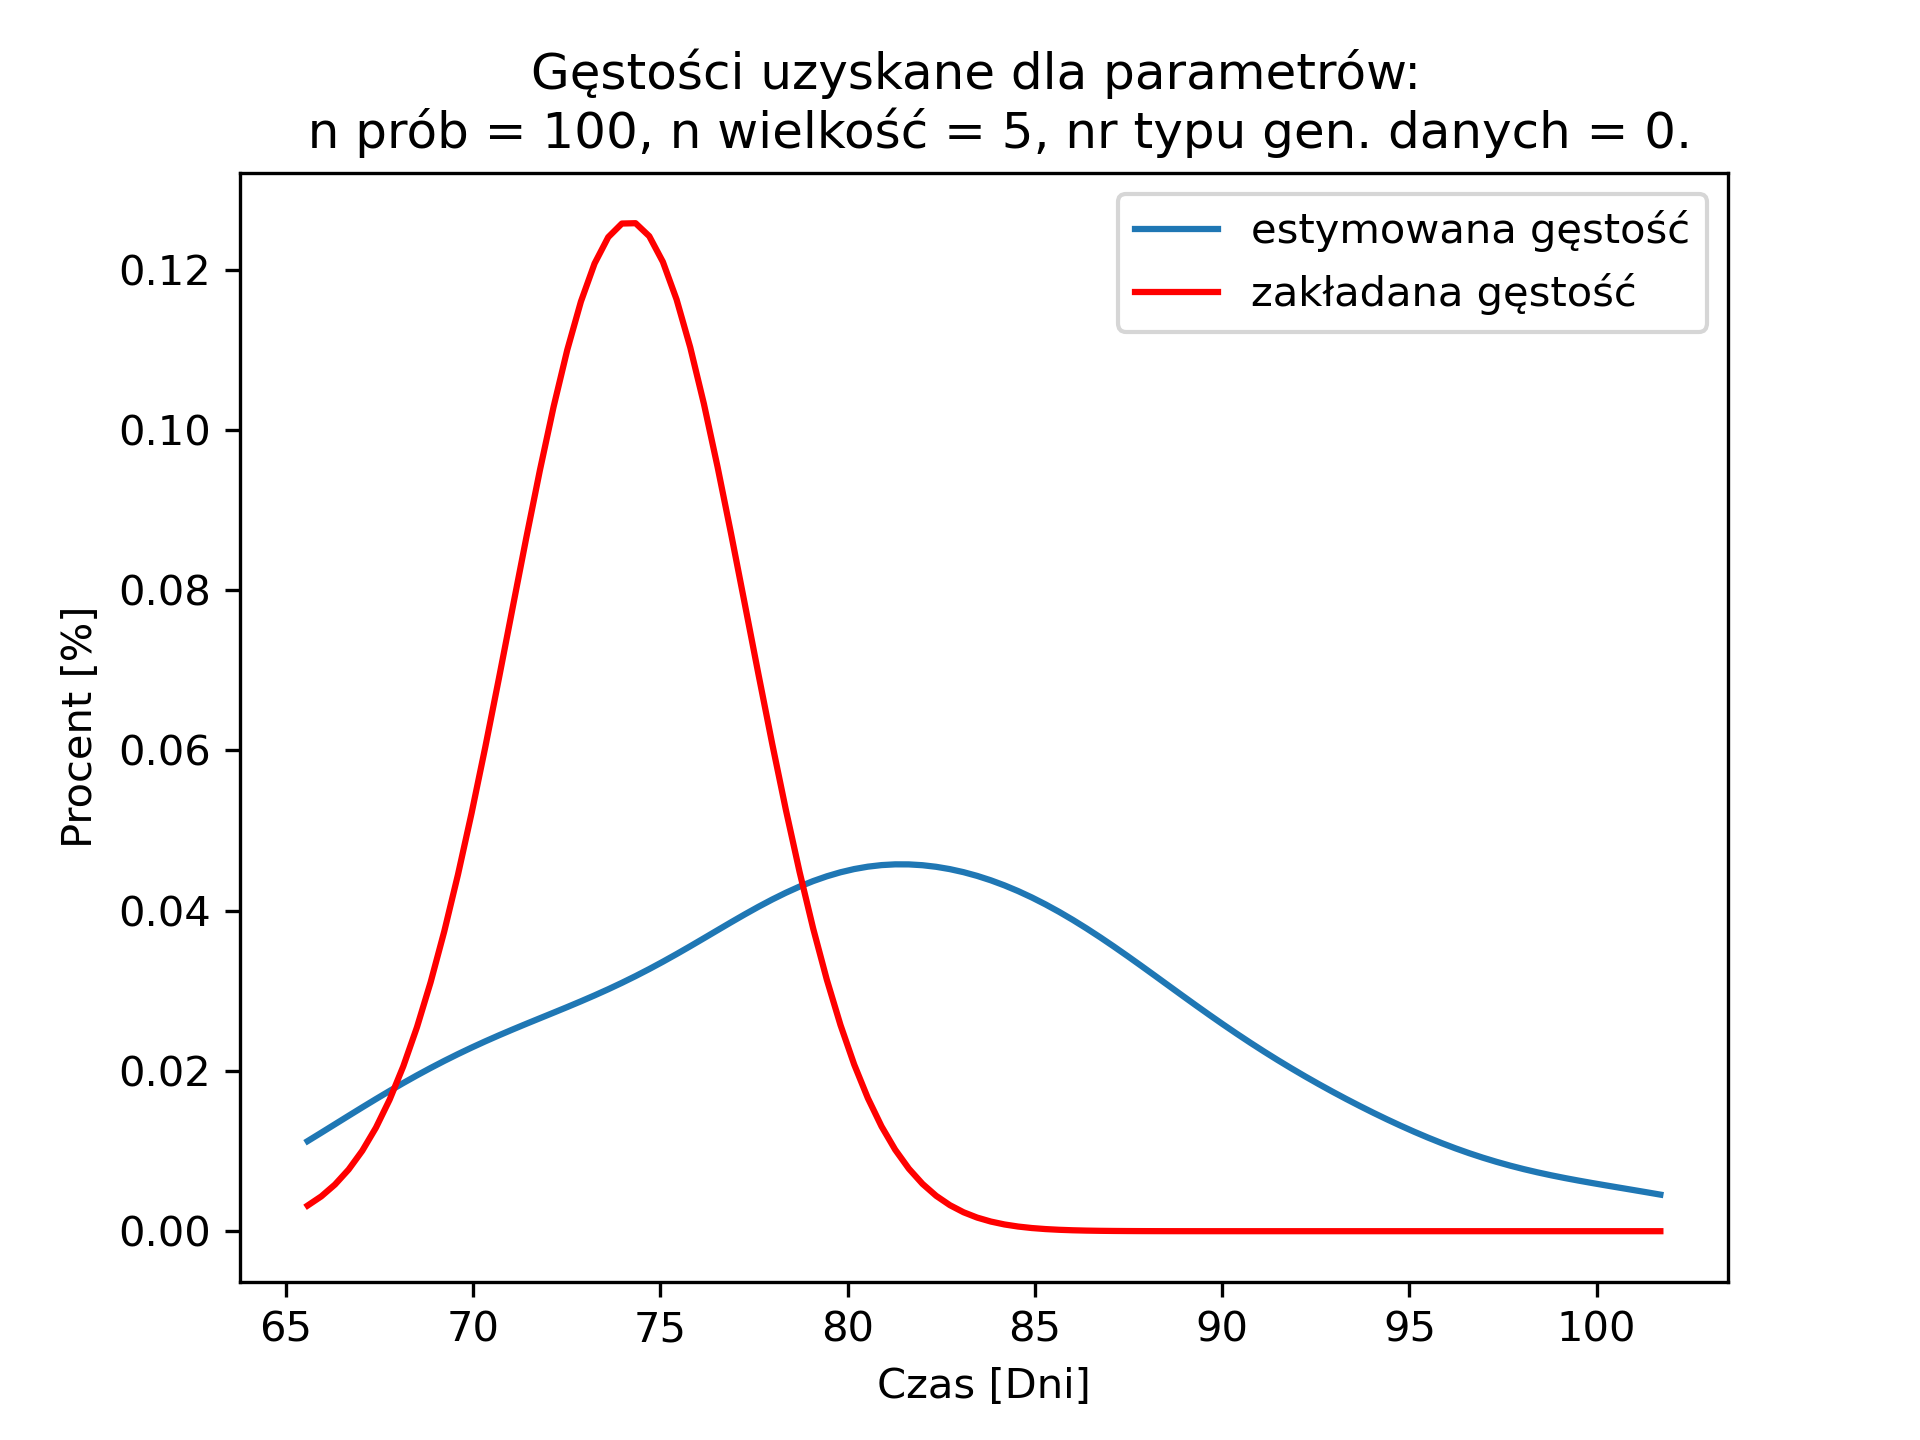 Gęstości uzyskane dla parametrów:
n prób = 100, n wielkość = 5, nr typu gen. danych = 0.
estymowana gęstość
zakładana gęstość
0.12
0.10
0.08
0.06
0.04
0.02
0.00
Procent [%]
65 70 75 80 85 90 95 100
Czas [Dni]